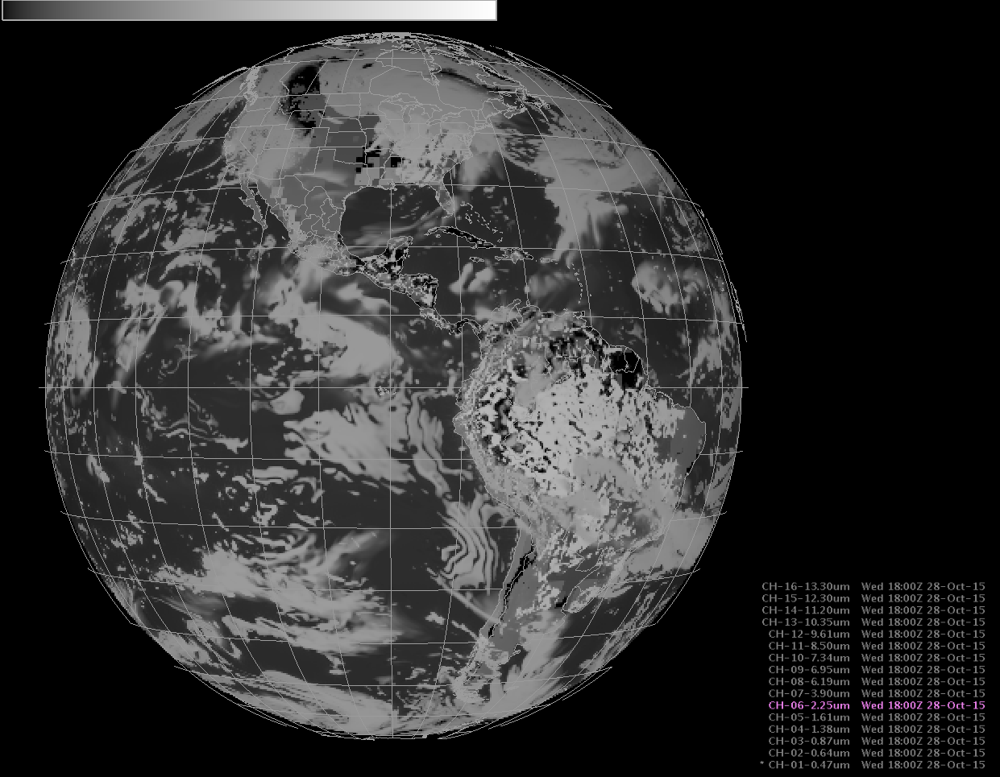 CH-16-13.30um Wed 18:00Z 28-Oct-15
CH-15-12.30um Wed 18:00Z 28-Oct-15
CH-14-11.20um Wed 18:00Z 28-Oct-15
CH-13-10.35um Wed 18:00Z 28-Oct-15
CH-12-9.61um Wed 18:00Z 28-Oct-15
CH-11-8.50um Wed 18:00Z 28-Oct-15
CH-10-7.34um Wed 18:00Z 28-Oct-15
CH-09-6.95um Wed 18:00Z 28-Oct-15
CH-08-6.19um Wed 18:00Z 28-Oct-15
CH-07-3.90um Wed 18:00Z 28-Oct-15
CH-06-2.25um Wed 18:00Z 28-Oct-15
CH-05-1.61um Wed 18:00Z 28-Oct-15
CH-04-1.38um Wed 18:00Z 28-Oct-15
CH-03-0.87um Wed 18:00Z 28-Oct-15
CH-02-0.64um Wed 18:00Z 28-Oct-15
* CH-01-0.47um Wed 18:00Z 28-Oct-15